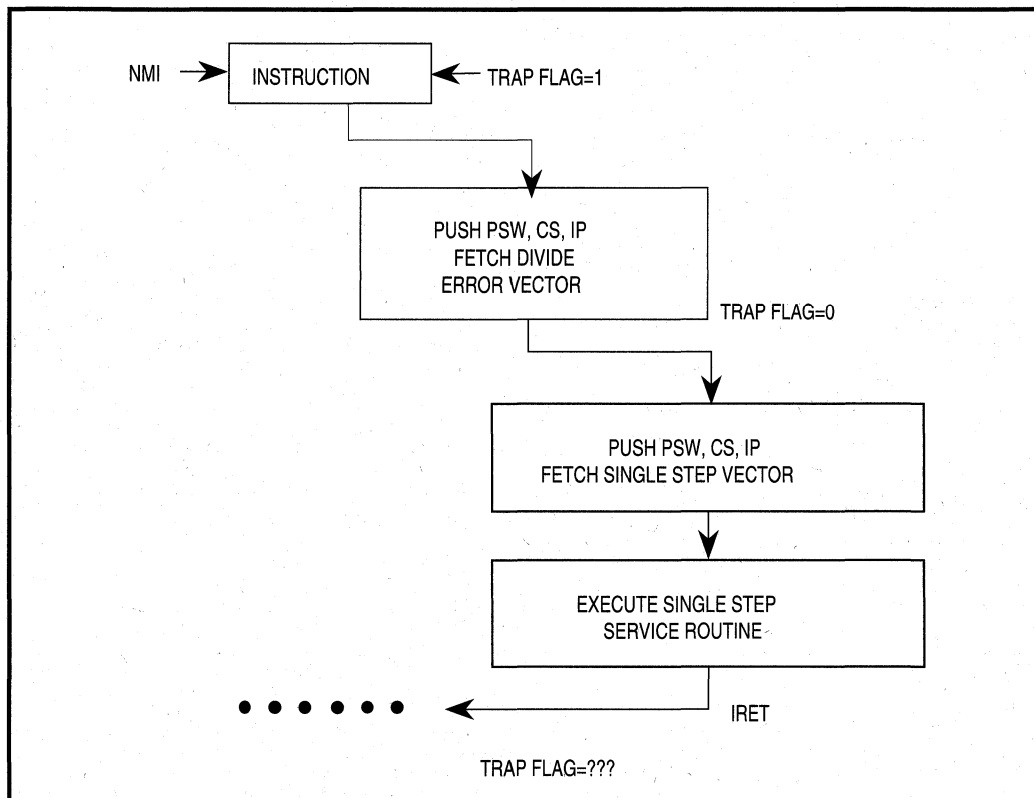 NMI
INSTRUCTION
TRAP FLAG=1
PUSH PSW, CS, IP
FETCH DIVIDE
ERROR VECTOR
TRAP FLAG=0
PUSH PSW, CS, IP
FETCH SINGLE STEP VECTOR
EXECUTE SINGLE STEP
SERVICE ROUTINE
IRET
TRAP FLAG=???